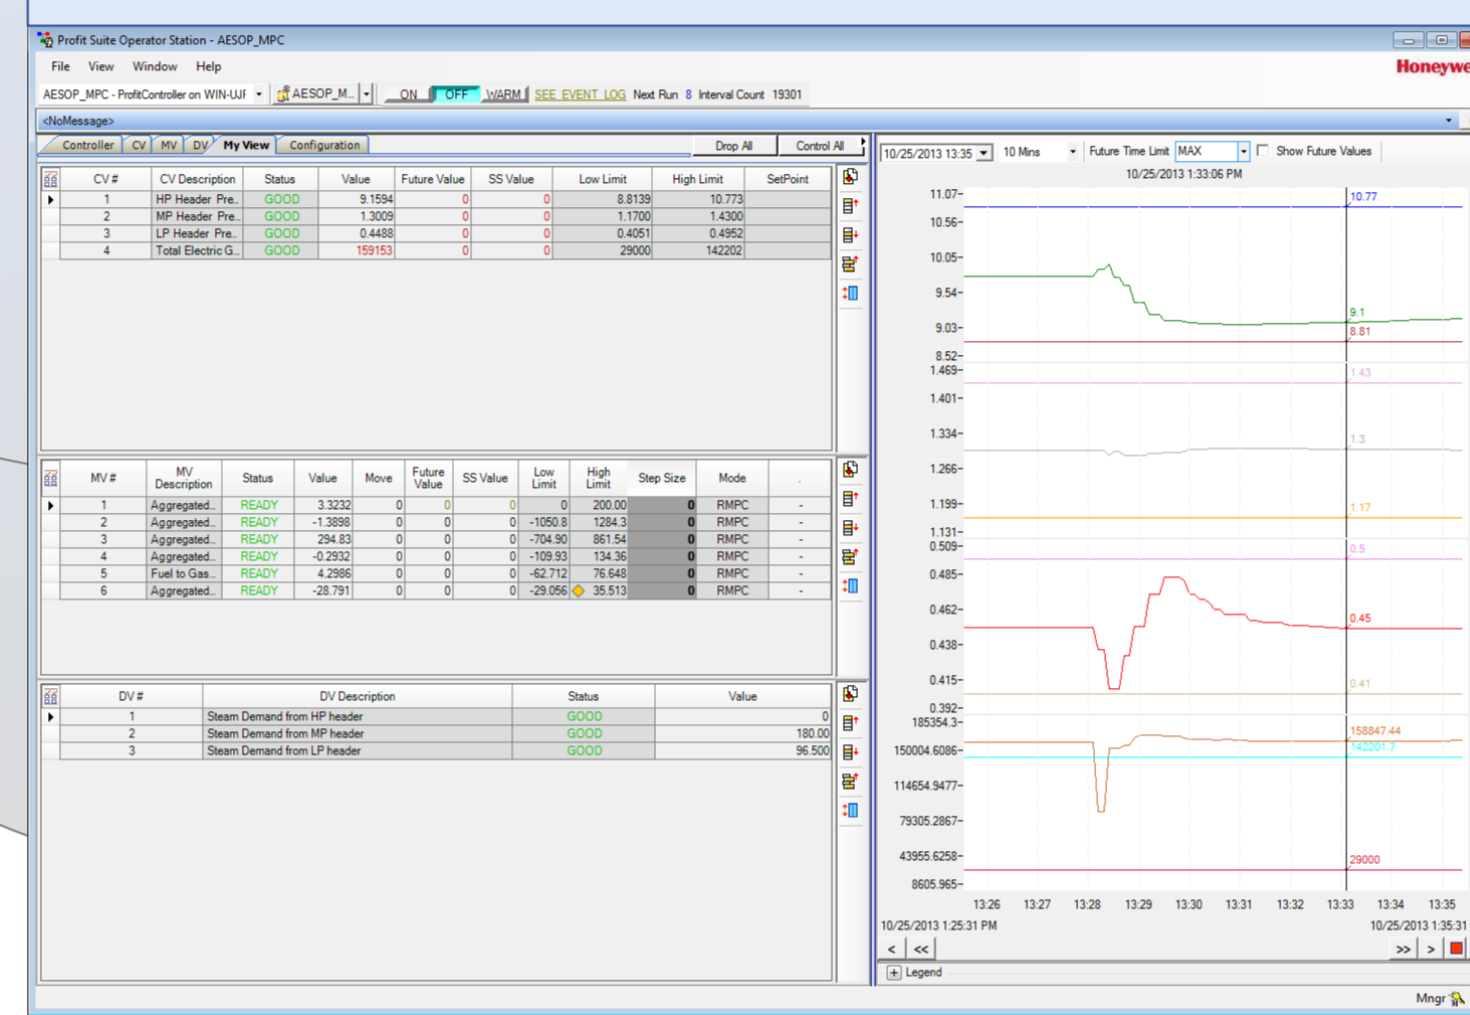 Profit Suite Operator Station - AESOP_MPC
File View Window Help
Honeywe
AESOP_MPC - ProfitController on WIN-UJF AESOP_M... ON OFF WARM SEE EVENT LOG Next Run 8 Interval Count 19301
<NoMessage>
Controller CV MV DV My View Configuration Drop All Control All
CV # CV Description Status Value Future Value SS Value Low Limit High Limit SetPoint
1 HP Header Pre... GOOD 9.1594 0 0 8.8139 10.773
2 MP Header Pre... GOOD 1.3009 0 0 1.1700 1.4300
3 LP Header Pre... GOOD 0.4488 0 0 0.4051 0.4952
4 Total Electric G... GOOD 159153 0 0 29000 142202
MV # MV Description Status Value Move Future Value SS Value Low Limit High Limit Step Size Mode .
1 Aggregated... READY 3.3232 0 0 0 0 200.00 0 RMPC -
2 Aggregated... READY -1.3898 0 0 0 -1050.8 1284.3 0 RMPC -
3 Aggregated... READY 294.83 0 0 0 -704.90 861.54 0 RMPC -
4 Aggregated... READY -0.2932 0 0 0 -109.93 134.36 0 RMPC -
5 Fuel to Gas... READY 4.2986 0 0 0 -62.712 76.648 0 RMPC -
6 Aggregated... READY -28.791 0 0 0 -29.056 35.513 0 RMPC -
DV # DV Description Status Value
1 Steam Demand from HP header GOOD 0
2 Steam Demand from MP header GOOD 180.00
3 Steam Demand from LP header GOOD 96.500
10/25/2013 13:35 10 Mins Future Time Limit MAX Show Future Values
10/25/2013 1:33:06 PM
11.07
10.77
10.56
10.05
9.54
9.1
9.03
8.81
8.52
1.469
1.43
1.401
1.334
1.3
1.266
1.199
1.17
1.131
0.509
0.5
0.485
0.462
0.45
0.438
0.415
0.41
0.392
185354.3
158847.44
150004.6086
142201.7
114654.9477
79305.2867
43955.6258
29000
8605.965
13:26 13:27 13:28 13:29 13:30 13:31 13:32 13:33 13:34 13:35
10/25/2013 1:25:31 PM 10/25/2013 1:35:31
< << >> >
+ Legend
Mngr